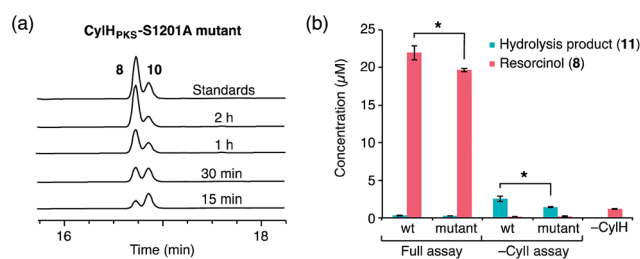 (a)
CylH_PKS-S1201A mutant
8 10
Standards
2 h
1 h
30 min
15 min
16 17 18
Time (min)
(b)
Concentration (µM)
25
20
15
10
5
0
* 
Hydrolysis product (11)
Resorcinol (8)
*
wt mutant wt mutant –CylH
Full assay –CylI assay